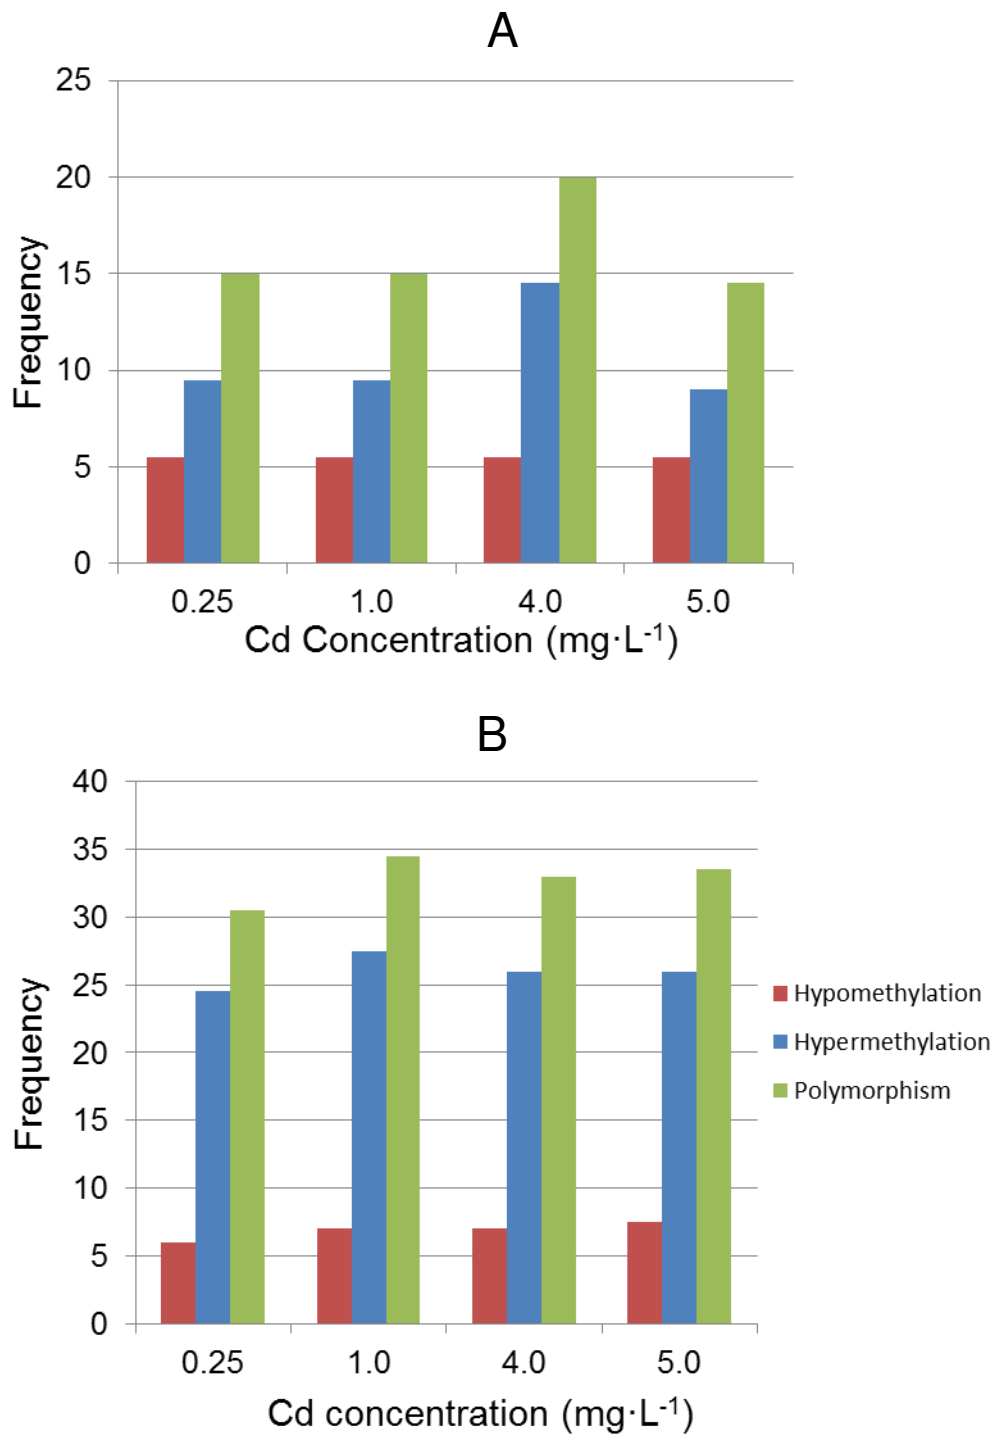 A
25
20
15
10
5
0
Frequency
0.25 1.0 4.0 5.0
Cd Concentration (mg·L⁻¹)
B
40
35
30
25
20
15
10
5
0
Frequency
Hypomethylation
Hypermethylation
Polymorphism
0.25 1.0 4.0 5.0
Cd concentration (mg·L⁻¹)